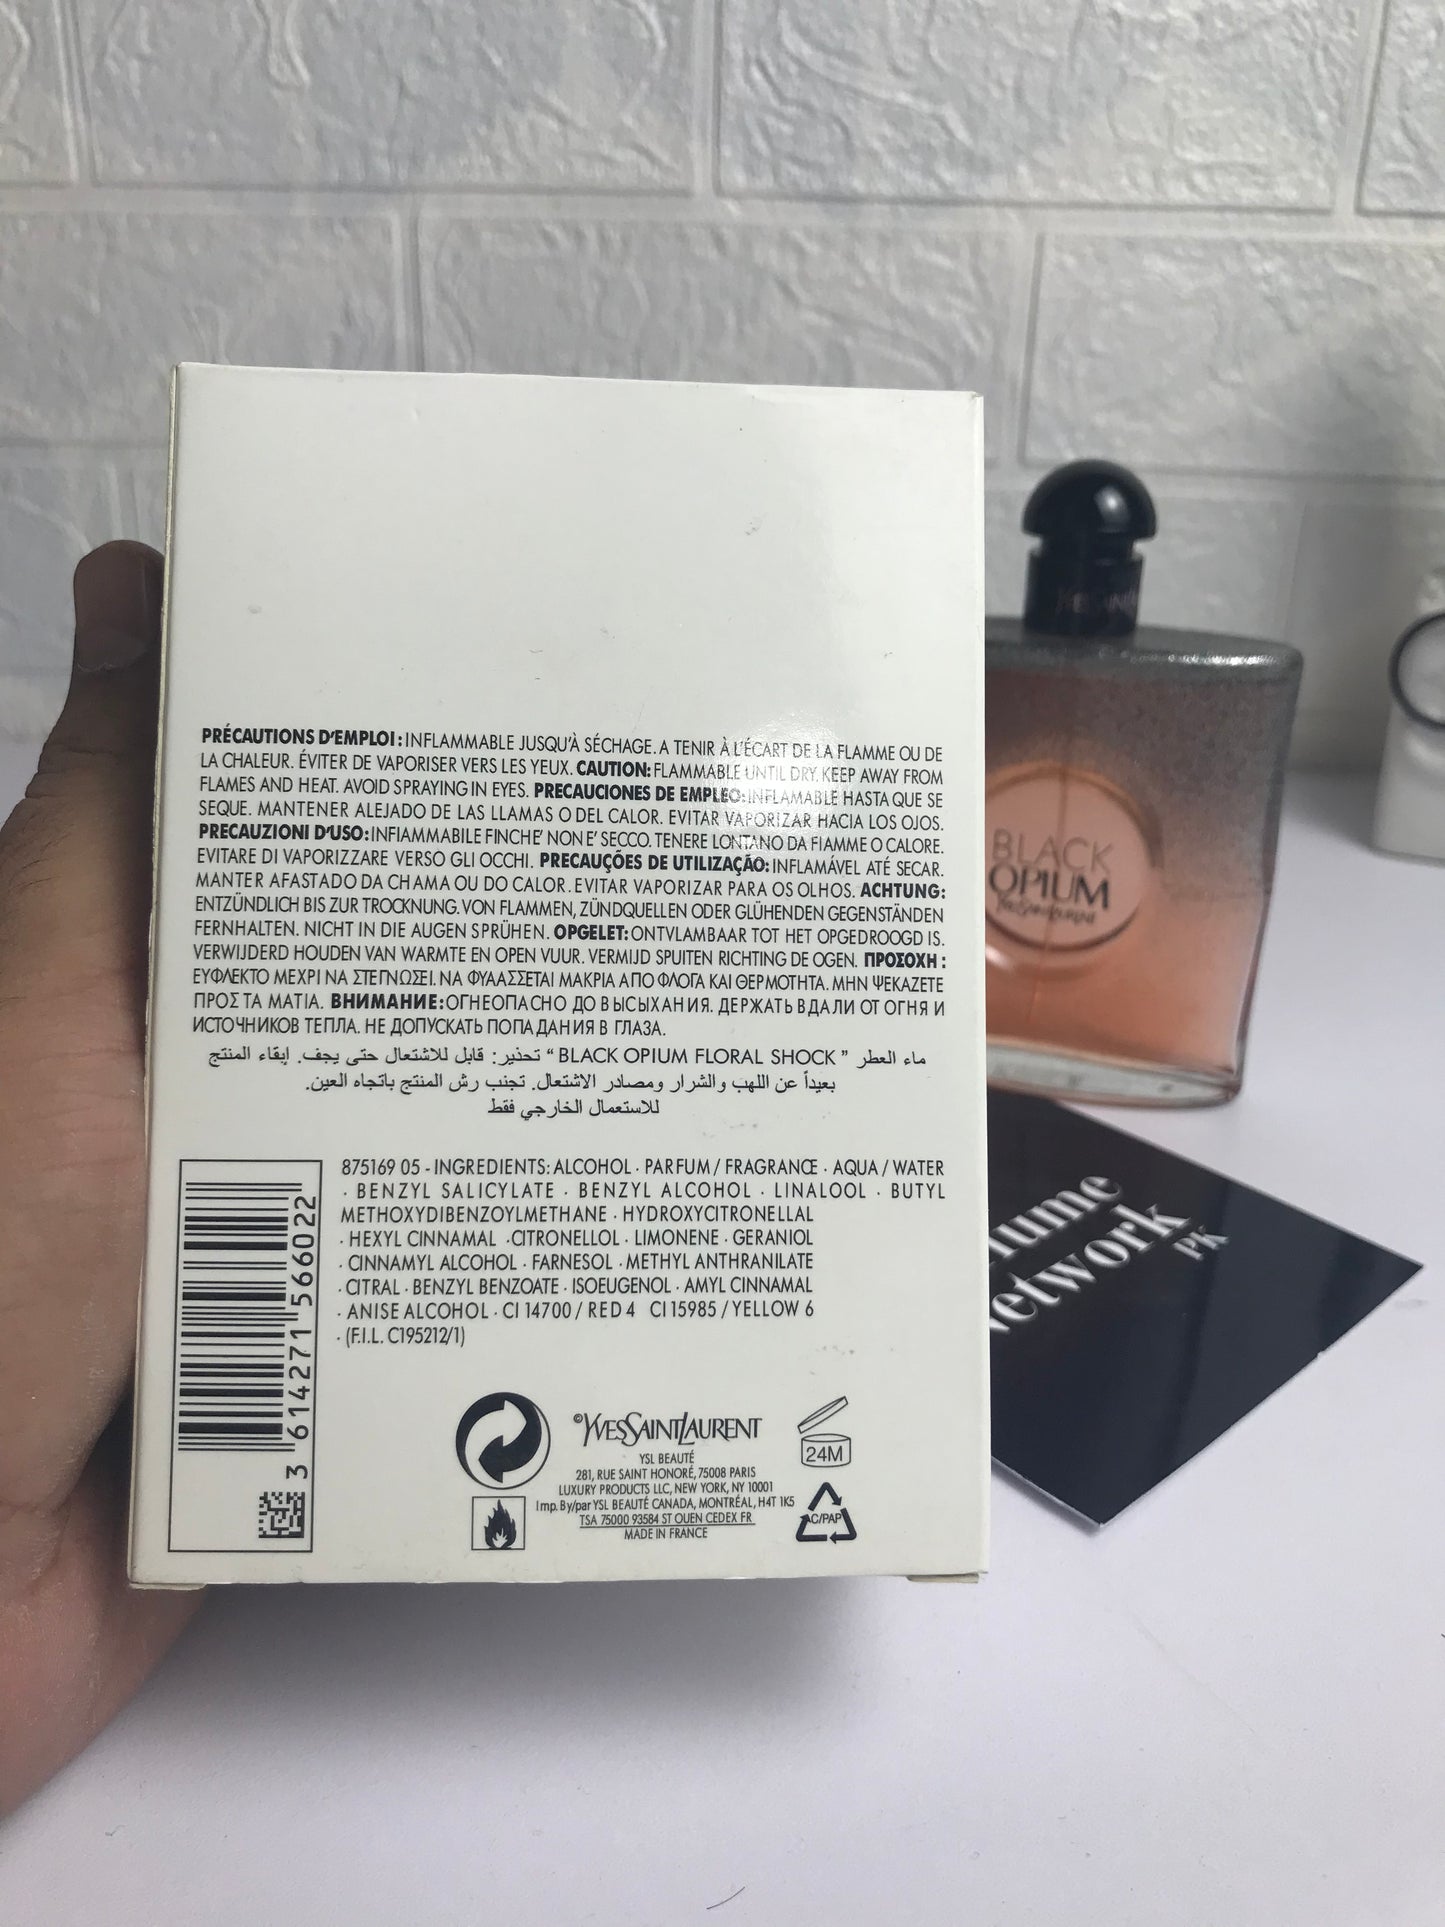 PRÉCAUTIONS D'EMPLOI: INFLAMMABLE JUSQU'À SÉCHAGE. A TENIR À L'ÉCART DE LA FLAMME OU DE
LA CHALEUR. ÉVITER DE VAPORISER VERS LES YEUX. CAUTION: FLAMMABLE UNTIL DRY. KEEP AWAY FROM
FLAMES AND HEAT. AVOID SPRAYING IN EYES. PRECAUCIONES DE EMPLEO: INFLAMABLE HASTA QUE SE
SEQUE. MANTENER ALEJADO DE LAS LLAMAS O DEL CALOR. EVITAR VAPORIZAR HACIA LOS OJOS.
PRECAUZIONI D'USO: INFIAMMABILE FINCHE' NON E' SECCO. TENERE LONTANO DA FIAMME O CALORE.
EVITARE DI VAPORIZZARE VERSO GLI OCCHI. PRECAUÇÕES DE UTILIZAÇÃO: INFLAMÁVEL ATÉ SECAR.
MANTER AFASTADO DA CHAMA OU DO CALOR. EVITAR VAPORIZAR PARA OS OLHOS. ACHTUNG:
ENTZÜNDLICH BIS ZUR TROCKNUNG. VON FLAMMEN, ZÜNDQUELLEN ODER GLÜHENDEN GEGENSTÄNDEN
FERNHALTEN. NICHT IN DIE AUGEN SPRÜHEN. OPGELET: ONTVLAMBAAR TOT HET OPGEDROOGD IS.
VERWIJDERD HOUDEN VAN WARMTE EN OPEN VUUR. VERMIJD SPUITEN RICHTING DE OGEN. ΠΡΟΣΟΧΗ :
ΕΥΦΛΕΚΤΟ ΜΕΧΡΙ ΝΑ ΣΤΕΓΝΩΣΕΙ. ΝΑ ΦΥΛΑΣΣΕΤΑΙ ΜΑΚΡΙΑ ΑΠΟ ΦΛΟΓΑ ΚΑΙ ΘΕΡΜΟΤΗΤΑ. ΜΗΝ ΨΕΚΑΖΕΤΕ
ΠΡΟΣ ΤΑ ΜΑΤΙΑ. ВНИМАНИЕ: ОГНЕОПАСНО ДО ВЫСЫХАНИЯ. ДЕРЖАТЬ ВДАЛИ ОТ ОГНЯ И
ИСТОЧНИКОВ ТЕПЛА. НЕ ДОПУСКАТЬ ПОПАДАНИЯ В ГЛАЗА.
ماء العطر " BLACK OPIUM FLORAL SHOCK " تحذير: قابل للاشتعال حتى يجف. إبقاء المنتج
بعيداً عن اللهب والشرار ومصادر الاشتعال. تجنب رش المنتج باتجاه العين.
للاستعمال الخارجي فقط
875169 05 - INGREDIENTS: ALCOHOL · PARFUM / FRAGRANCE · AQUA / WATER
· BENZYL SALICYLATE · BENZYL ALCOHOL · LINALOOL · BUTYL
METHOXYDIBENZOYLMETHANE · HYDROXYCITRONELLAL
· HEXYL CINNAMAL · CITRONELLOL · LIMONENE · GERANIOL
· CINNAMYL ALCOHOL · FARNESOL · METHYL ANTHRANILATE
· CITRAL · BENZYL BENZOATE · ISOEUGENOL · AMYL CINNAMAL
· ANISE ALCOHOL · CI 14700 / RED 4 CI 15985 / YELLOW 6
· (F.I.L. C195212/1)
3 614271 566022
©YVESSAINTLAURENT
YSL BEAUTÉ
281, RUE SAINT HONORÉ, 75008 PARIS
LUXURY PRODUCTS LLC, NEW YORK, NY 10001
Imp. By/par YSL BEAUTÉ CANADA, MONTRÉAL, H4T 1K5
TSA 75000 93584 ST OUEN CEDEX FR
MADE IN FRANCE
24M
C/PAP
BLACK
OPIUM
YVESSAINTLAURENT
Network
PK